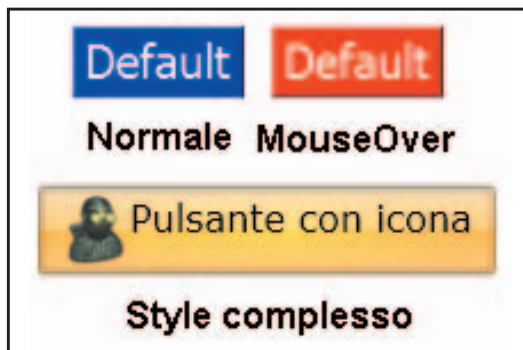 Default Default
Normale MouseOver
Pulsante con icona
Style complesso